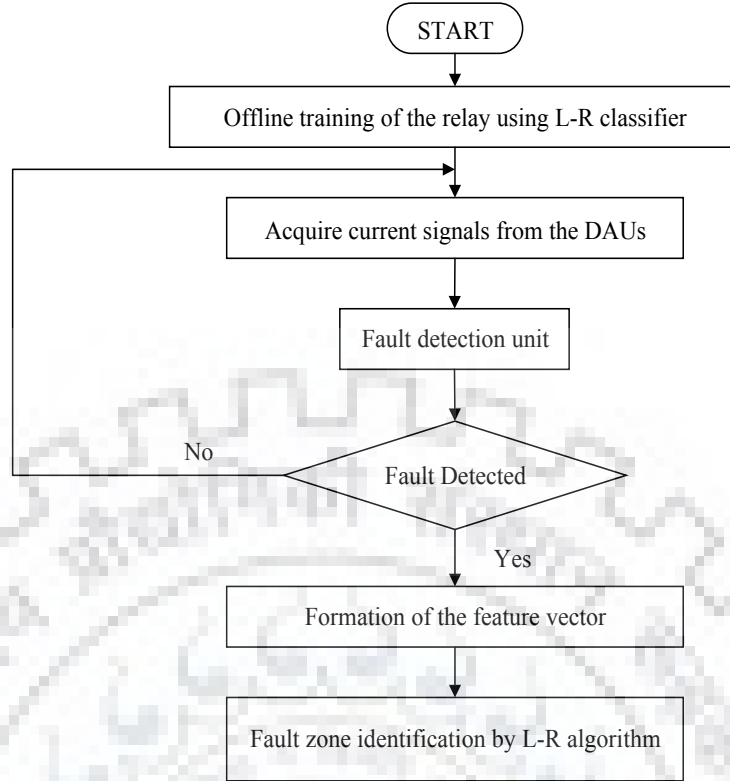 START
Offline training of the relay using L-R classifier
Acquire current signals from the DAUs
Fault detection unit
No
Fault Detected
Yes
Formation of the feature vector
Fault zone identification by L-R algorithm